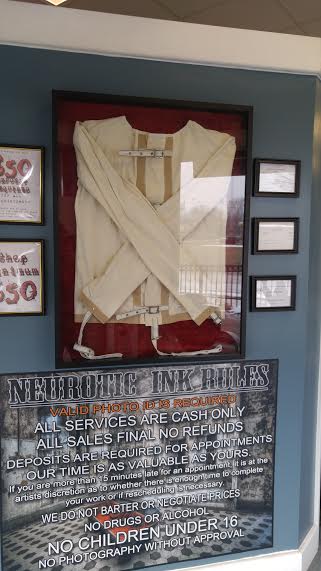 $50
$50
NEUROTIC INK RULES
VALID PHOTO ID IS REQUIRED
ALL SERVICES ARE CASH ONLY
ALL SALES FINAL NO REFUNDS
DEPOSITS ARE REQUIRED FOR APPOINTMENTS
OUR TIME IS AS VALUABLE AS YOURS.
If you are more than 15 minutes late for an appointment it is at the
artists discretion as to whether there is enough time to complete
your work or if rescheduling is necessary
WE DO NOT BARTER OR NEGOTIATE PRICES
NO DRUGS OR ALCOHOL
NO CHILDREN UNDER 16
NO PHOTOGRAPHY WITHOUT APPROVAL